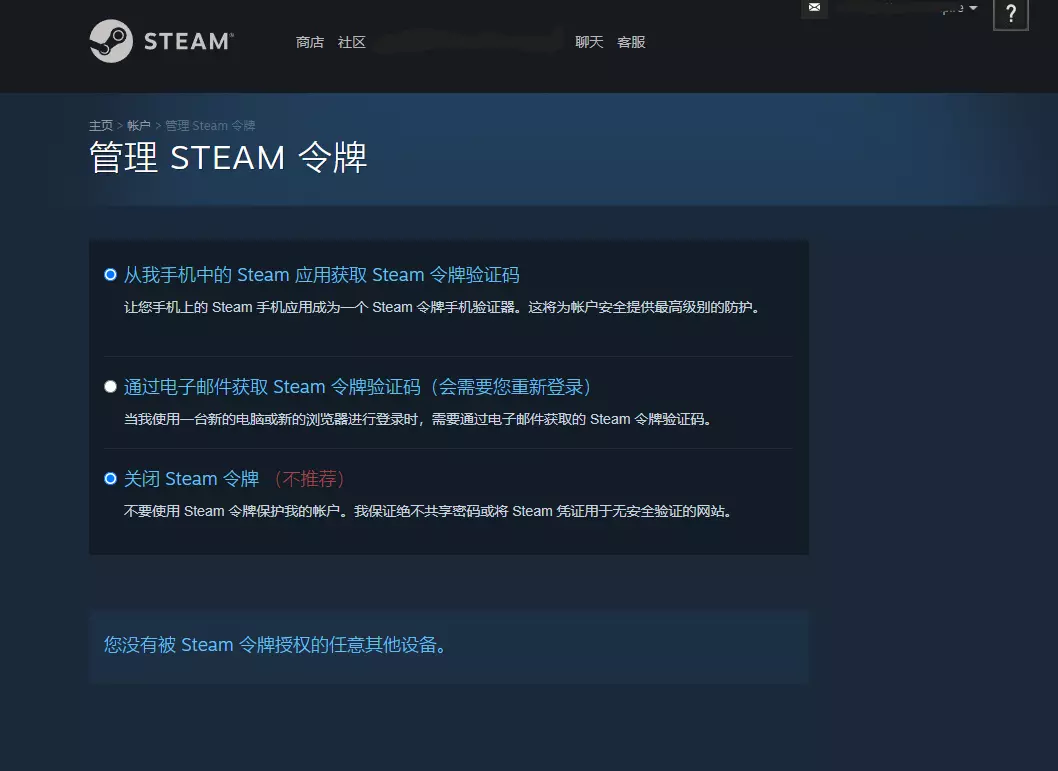 STEAM®
商店 社区 聊天 客服
?
主页 > 帐户 > 管理 Steam 令牌
管理 STEAM 令牌
从我手机中的 Steam 应用获取 Steam 令牌验证码
让您手机上的 Steam 手机应用成为一个 Steam 令牌手机验证器。这将为帐户安全提供最高级别的防护。
通过电子邮件获取 Steam 令牌验证码（会需要您重新登录）
当我使用一台新的电脑或新的浏览器进行登录时，需要通过电子邮件获取的 Steam 令牌验证码。
关闭 Steam 令牌 （不推荐）
不要使用 Steam 令牌保护我的帐户。我保证绝不共享密码或将 Steam 凭证用于无安全验证的网站。
您没有被 Steam 令牌授权的任意其他设备。